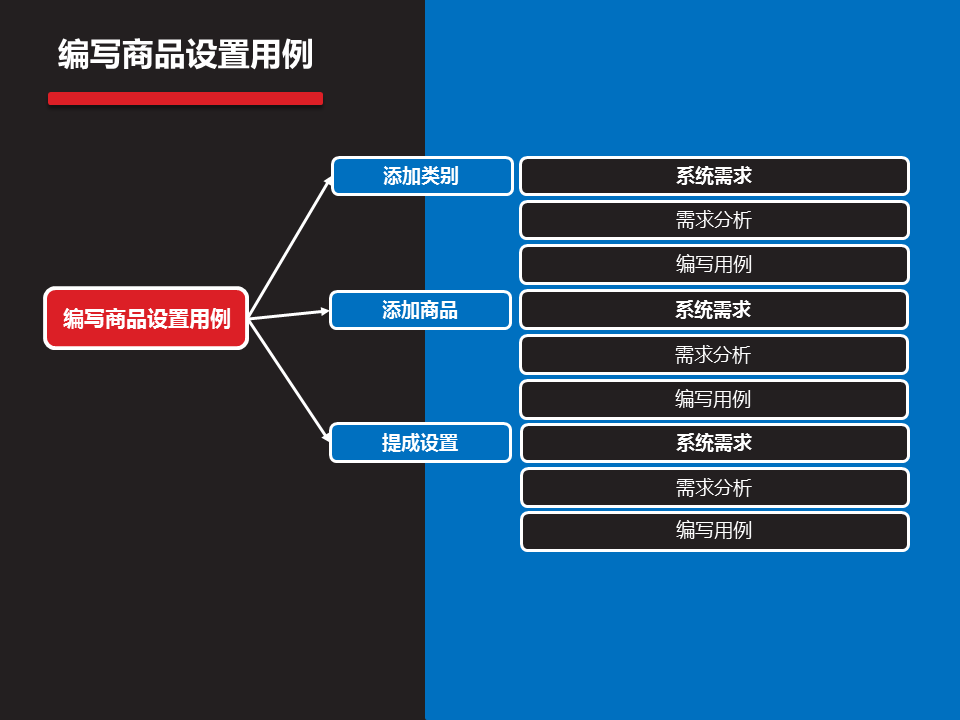 编写商品设置用例
添加类别
系统需求
需求分析
编写用例
编写商品设置用例
添加商品
系统需求
需求分析
编写用例
提成设置
系统需求
需求分析
编写用例